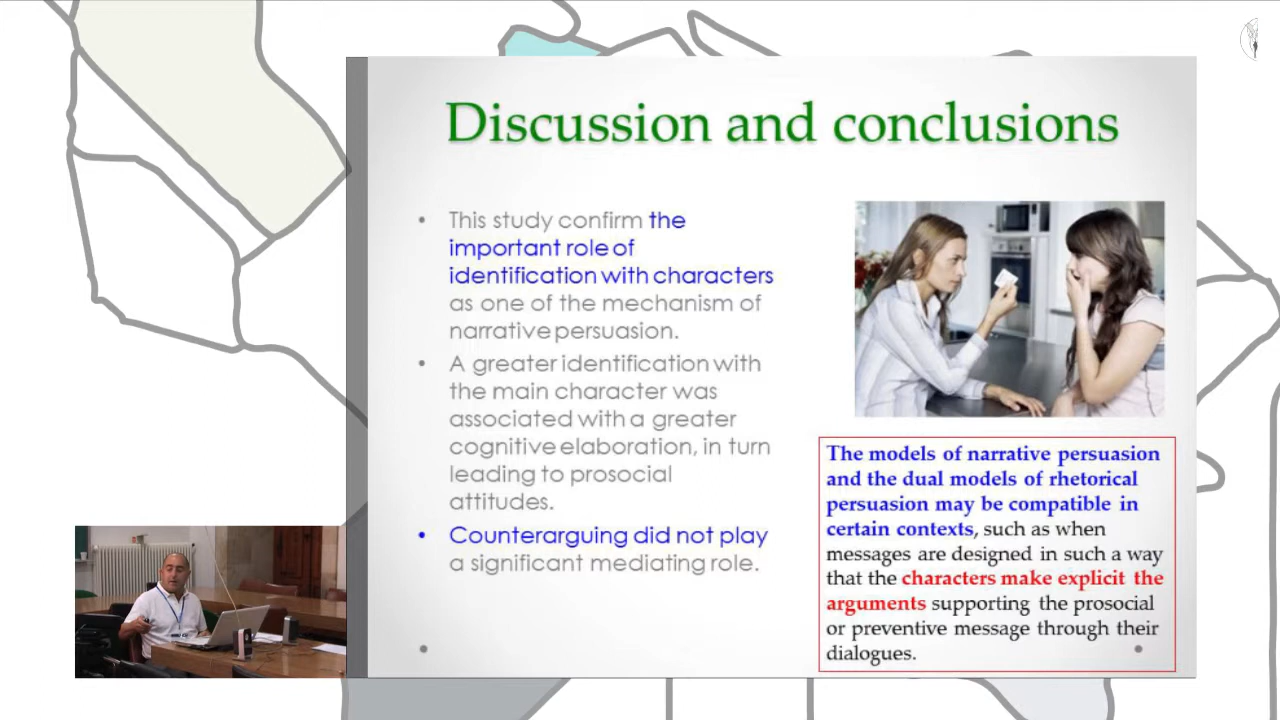 Discussion and conclusions
• This study confirm the
important role of
identification with characters
as one of the mechanism of
narrative persuasion.
• A greater identification with
the main character was
associated with a greater
cognitive elaboration, in turn
leading to prosocial
attitudes.
• Counterarguing did not play
a significant mediating role.
The models of narrative persuasion
and the dual models of rhetorical
persuasion may be compatible in
certain contexts, such as when
messages are designed in such a way
that the characters make explicit the
arguments supporting the prosocial
or preventive message through their
dialogues.